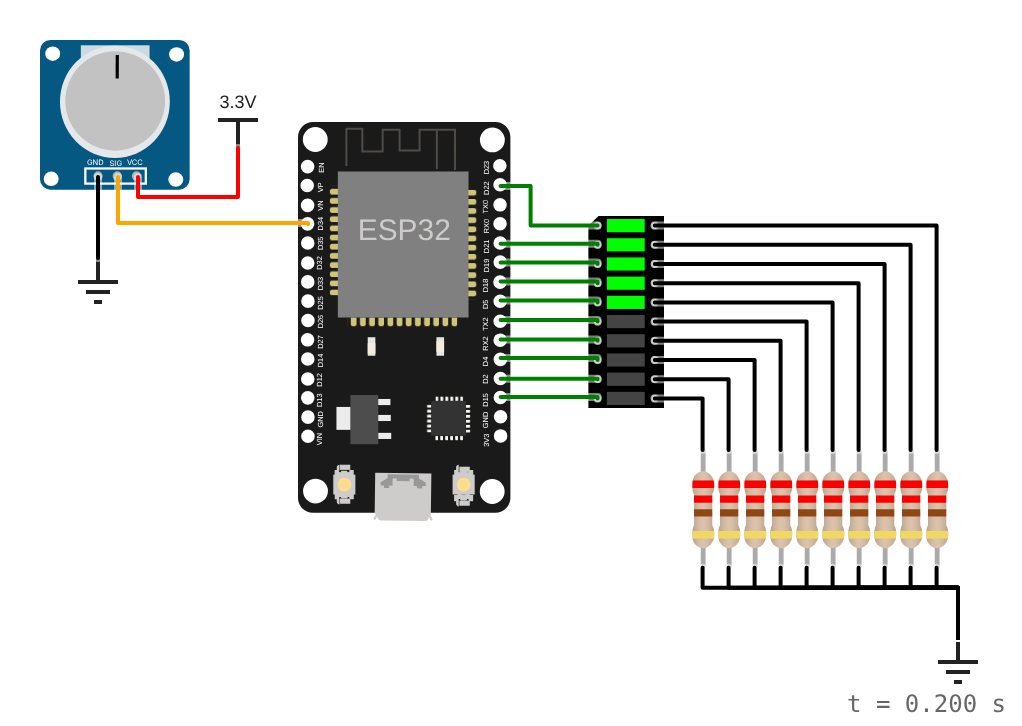 3.3V
GND SIG VCC
EN
VP
VN
D34
D35
D32
D33
D25
D26
D27
D14
D12
D13
GND
VIN
ESP32
D23
D22
TX0
RX0
D21
D19
D18
D5
TX2
RX2
D4
D2
D15
GND
3V3
t = 0.200 s